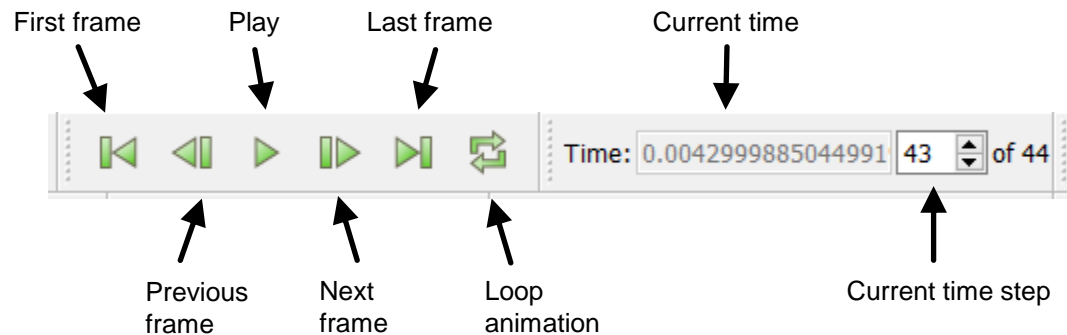 First frame
Play
Last frame
Current time
Time: 0.0042999885044991 43 of 44
Previous
frame
Next
frame
Loop
animation
Current time step